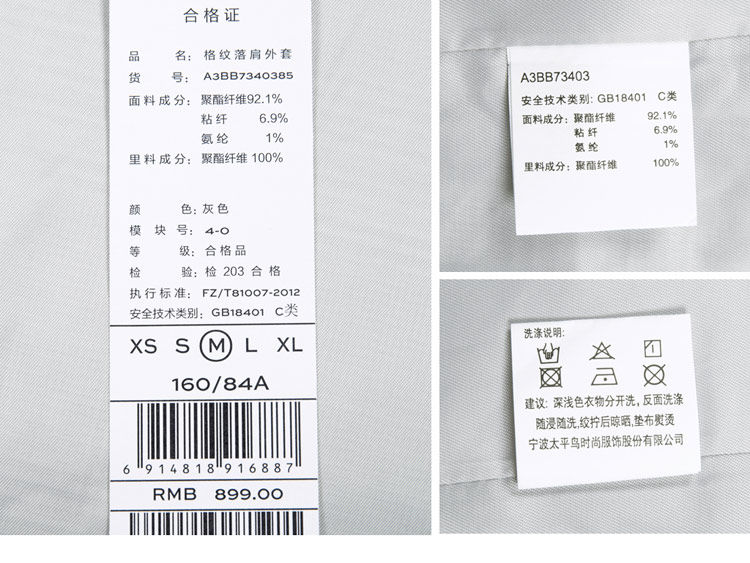 合格证
品 名: 格纹落肩外套
货 号: A3BB7340385
面料成分: 聚酯纤维92.1%
粘纤 6.9%
氨纶 1%
里料成分: 聚酯纤维 100%
颜 色: 灰色
模 块 号: 4-0
等 级: 合格品
检 验: 检 203 合格
执行标准: FZ/T81007-2012
安全技术类别: GB18401 C类
XS S M L XL
160/84A
6 914818 916887
RMB 899.00
A3BB73403
安全技术类别: GB18401 C类
面料成分: 聚酯纤维 92.1%
粘 纤 6.9%
氨 纶 1%
里料成分: 聚酯纤维 100%
洗涤说明:
建议: 深浅色衣物分开洗, 反面洗涤
随浸随洗,绞拧后晾晒,垫布熨烫
宁波太平鸟时尚服饰股份有限公司